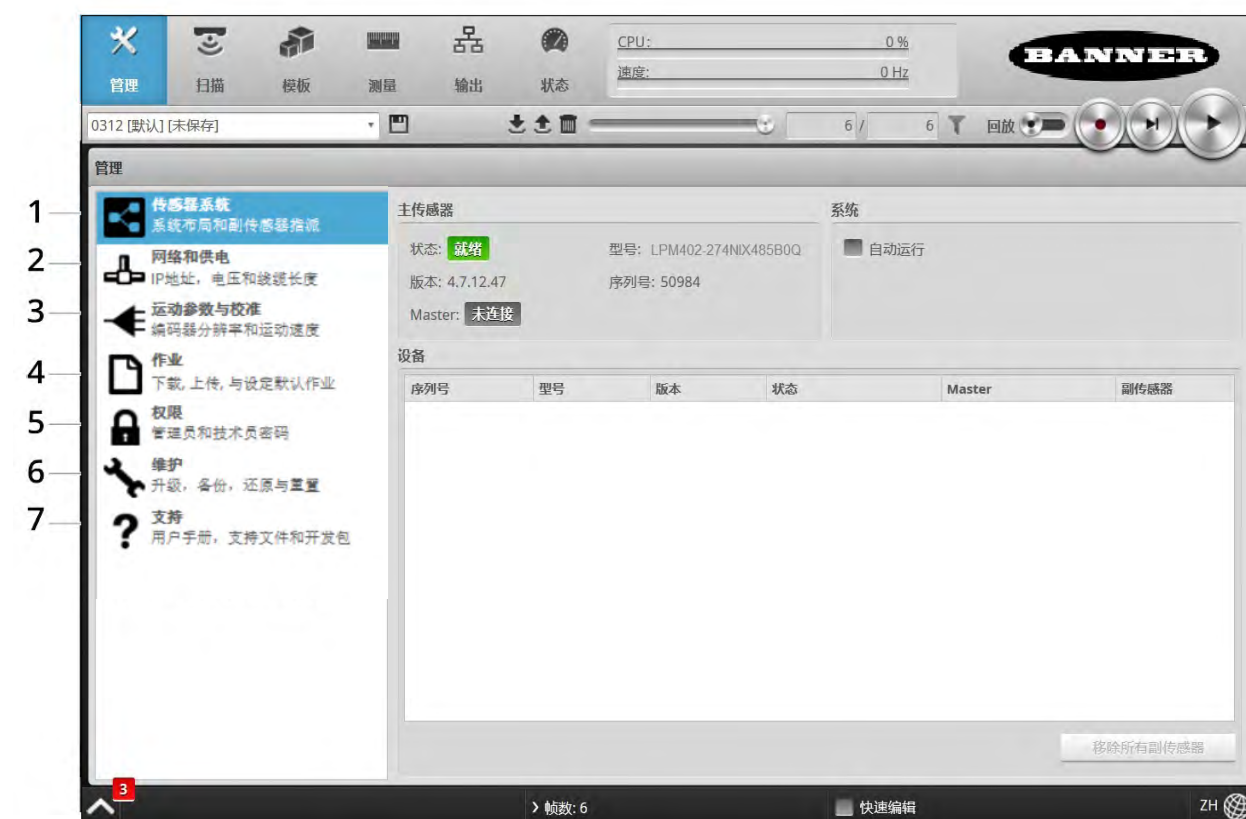 管理
扫描
模板
测量
输出
状态
CPU: 0 %
速度: 0 Hz
BANNER
0312 [默认] [未保存]
6 / 6
回放
管理
1
传感器系统
系统布局和副传感器指派
2
网络和供电
IP地址，电压和线缆长度
3
运动参数与校准
编码器分辨率和运动速度
4
作业
下载, 上传, 与设定默认作业
5
权限
管理员和技术员密码
6
维护
升级，备份，还原与重置
7
支持
用户手册，支持文件和开发包
主传感器
状态: 就绪
型号: LPM402-274NIX485B0Q
版本: 4.7.12.47
序列号: 50984
Master: 未连接
系统
自动运行
设备
序列号 型号 版本 状态 Master 副传感器
移除所有副传感器
3
帧数: 6
快速编辑
ZH